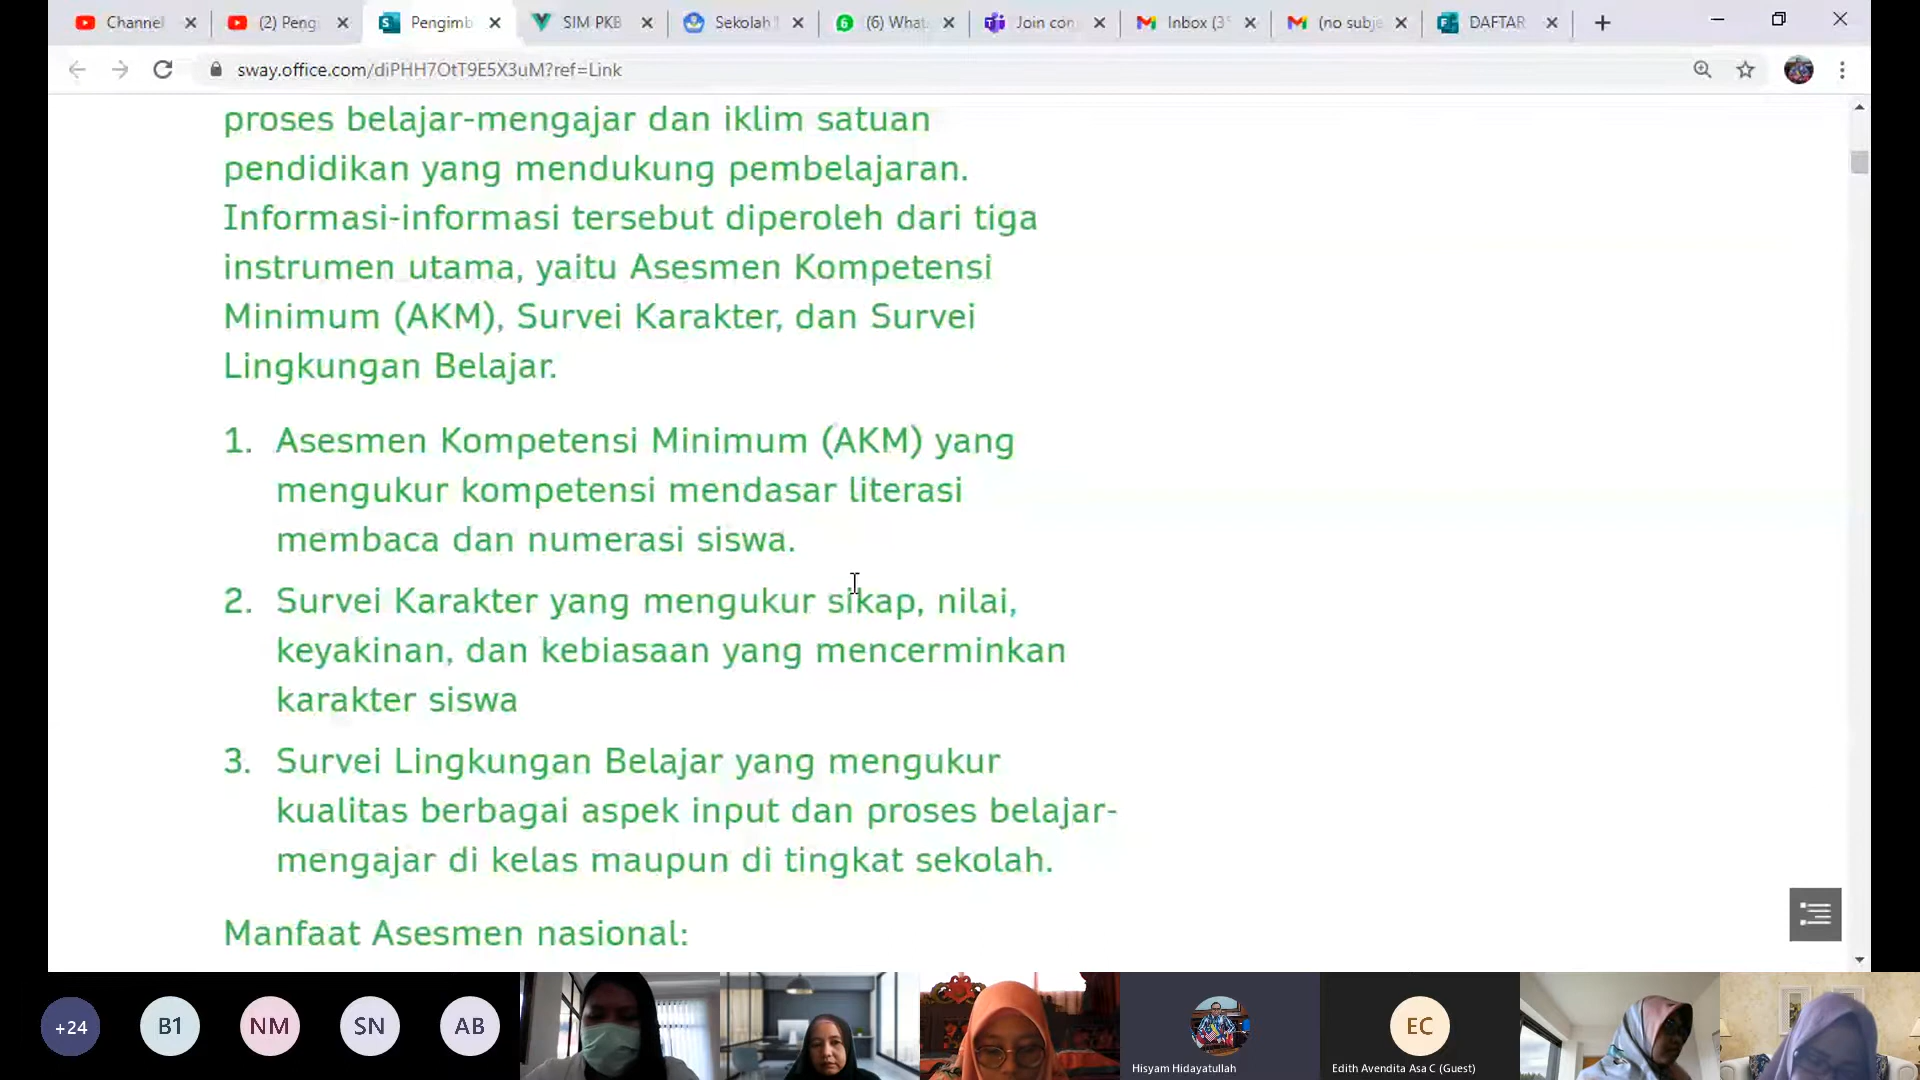 Channel
(2) Peng
Pengimb
SIM PKB
Sekolah
(6) What
Join con
Inbox (3
(no subje
DAFTAR
sway.office.com/diPHH7OtT9E5X3uM?ref=Link
proses belajar-mengajar dan iklim satuan
pendidikan yang mendukung pembelajaran.
Informasi-informasi tersebut diperoleh dari tiga
instrumen utama, yaitu Asesmen Kompetensi
Minimum (AKM), Survei Karakter, dan Survei
Lingkungan Belajar.
1. Asesmen Kompetensi Minimum (AKM) yang
mengukur kompetensi mendasar literasi
membaca dan numerasi siswa.
2. Survei Karakter yang mengukur sikap, nilai,
keyakinan, dan kebiasaan yang mencerminkan
karakter siswa
3. Survei Lingkungan Belajar yang mengukur
kualitas berbagai aspek input dan proses belajar-
mengajar di kelas maupun di tingkat sekolah.
Manfaat Asesmen nasional:
+24
B1
NM
SN
AB
Hisyam Hidayatullah
EC
Edith Avendita Asa C (Guest)